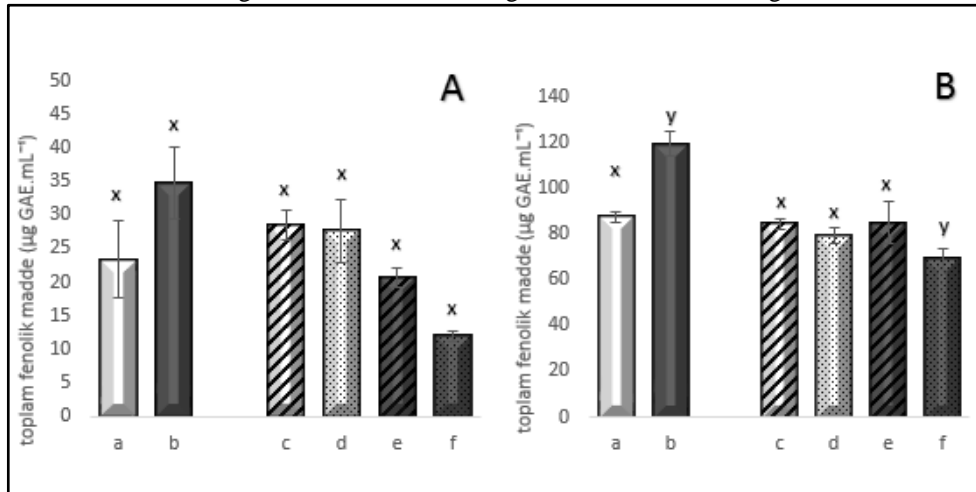 A
toplam fenolik madde (µg GAE.mL⁻¹)
50
45
40
35
30
25
20
15
10
5
0
x
x
x
x
x
x
a b c d e f
B
toplam fenolik madde (µg GAE.mL⁻¹)
140
120
100
80
60
40
20
0
x
y
x
x
x
y
a b c d e f